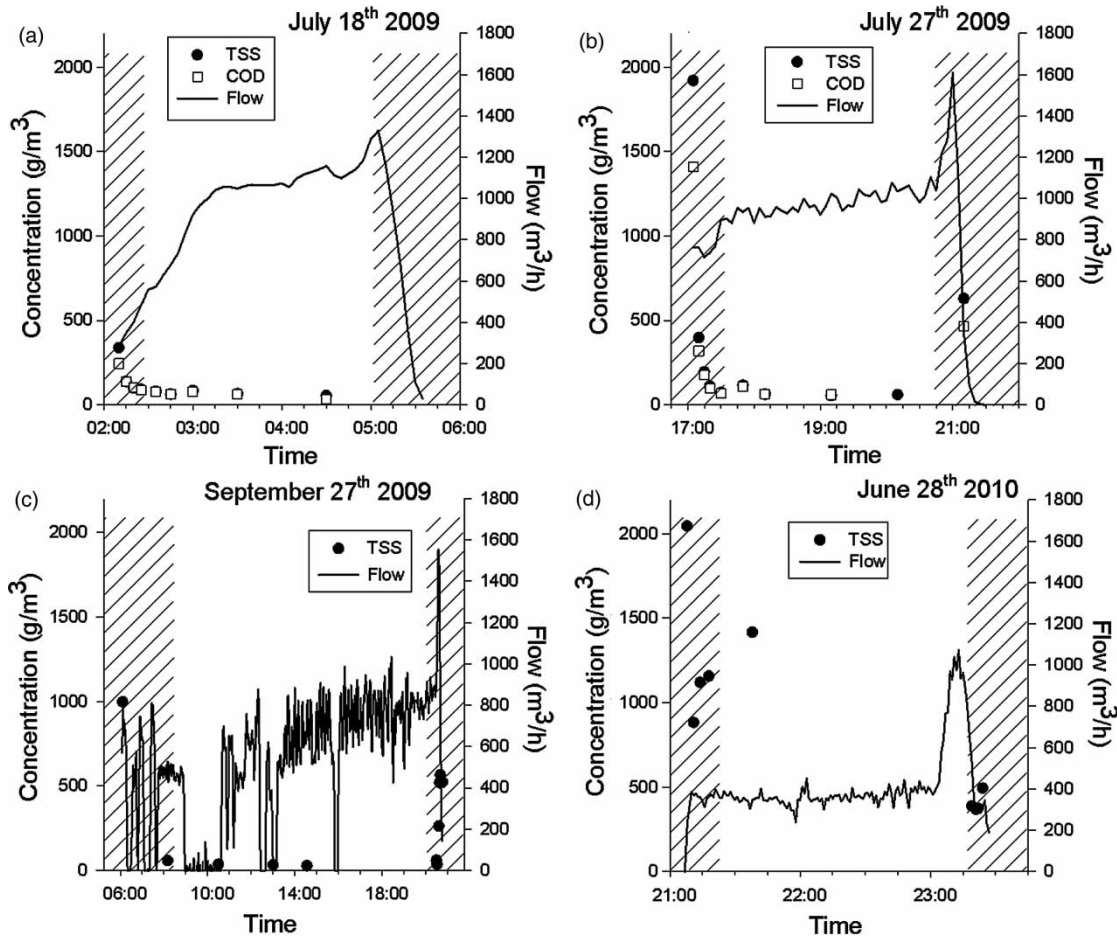 (a) July 18th 2009
TSS
COD
Flow
Concentration (g/m3)
2000
1500
1000
500
0
Flow (m3/h)
1800
1600
1400
1200
1000
800
600
400
200
0
02:00 03:00 04:00 05:00 06:00
Time
(b) July 27th 2009
TSS
COD
Flow
Concentration (g/m3)
2000
1500
1000
500
0
Flow (m3/h)
1800
1600
1400
1200
1000
800
600
400
200
0
17:00 19:00 21:00
Time
(c) September 27th 2009
TSS
Flow
Concentration (g/m3)
2000
1500
1000
500
0
Flow (m3/h)
1800
1600
1400
1200
1000
800
600
400
200
0
06:00 10:00 14:00 18:00
Time
(d) June 28th 2010
TSS
Flow
Concentration (g/m3)
2000
1500
1000
500
0
Flow (m3/h)
1800
1600
1400
1200
1000
800
600
400
200
0
21:00 22:00 23:00
Time